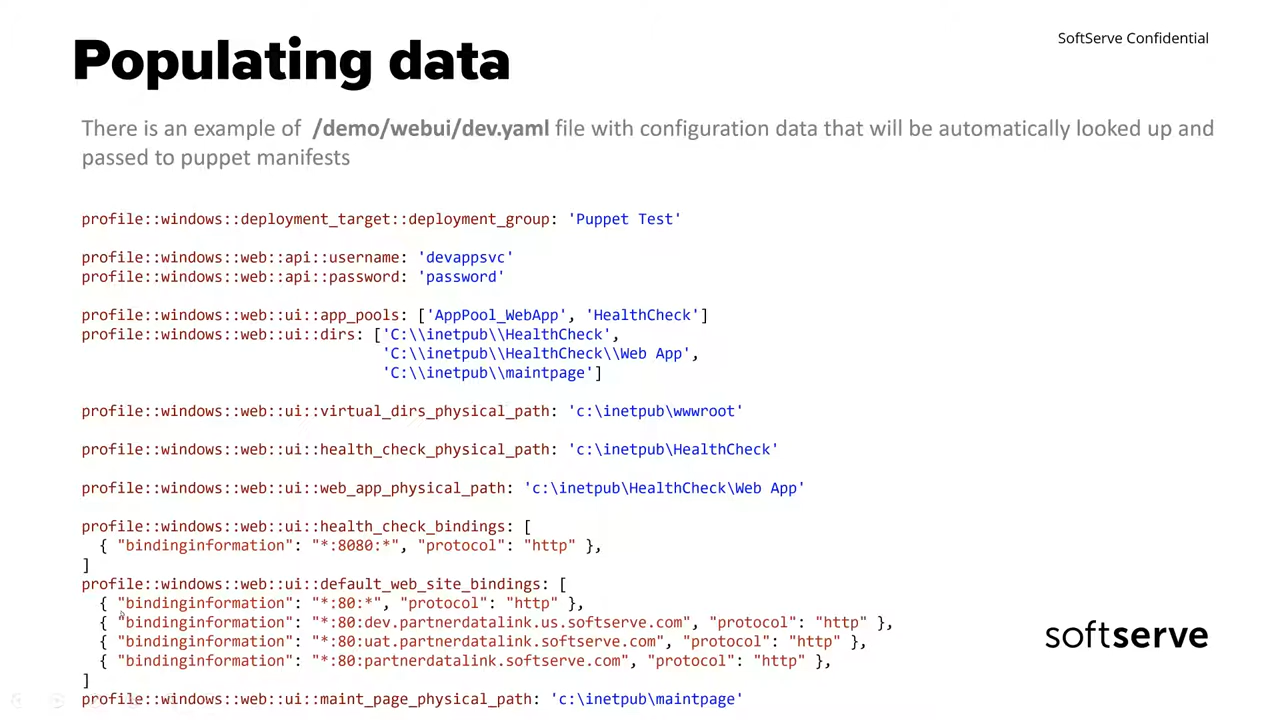 Populating data
SoftServe Confidential
There is an example of /demo/webui/dev.yaml file with configuration data that will be automatically looked up and
passed to puppet manifests
profile::windows::deployment_target::deployment_group: 'Puppet Test'
profile::windows::web::api::username: 'devappsvc'
profile::windows::web::api::password: 'password'
profile::windows::web::ui::app_pools: ['AppPool_WebApp', 'HealthCheck']
profile::windows::web::ui::dirs: ['C:\\inetpub\\HealthCheck',
'C:\\inetpub\\HealthCheck\\Web App',
'C:\\inetpub\\maintpage']
profile::windows::web::ui::virtual_dirs_physical_path: 'c:\inetpub\wwwroot'
profile::windows::web::ui::health_check_physical_path: 'c:\inetpub\HealthCheck'
profile::windows::web::ui::web_app_physical_path: 'c:\inetpub\HealthCheck\Web App'
profile::windows::web::ui::health_check_bindings: [
{ "bindinginformation": "*:8080:*", "protocol": "http" },
]
profile::windows::web::ui::default_web_site_bindings: [
{ "bindinginformation": "*:80:*", "protocol": "http" },
{ "bindinginformation": "*:80:dev.partnerdatalink.us.softserve.com", "protocol": "http" },
{ "bindinginformation": "*:80:uat.partnerdatalink.softserve.com", "protocol": "http" },
{ "bindinginformation": "*:80:partnerdatalink.softserve.com", "protocol": "http" },
]
profile::windows::web::ui::maint_page_physical_path: 'c:\inetpub\maintpage'
softserve